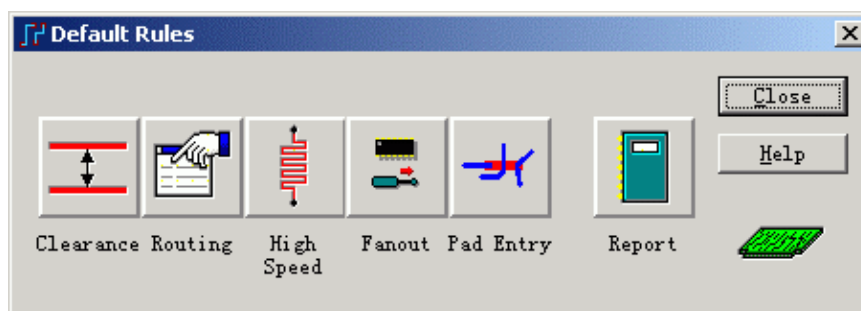 Default Rules
Close
Help
Clearance Routing High Speed Fanout Pad Entry Report